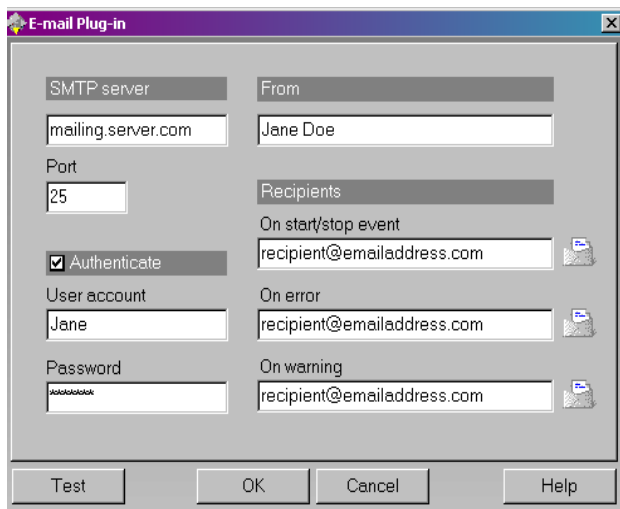 E-mail Plug-in
SMTP server
mailing.server.com
Port
25
Authenticate
User account
Jane
Password
*******
From
Jane Doe
Recipients
On start/stop event
recipient@emailaddress.com
On error
recipient@emailaddress.com
On warning
recipient@emailaddress.com
Test
OK
Cancel
Help